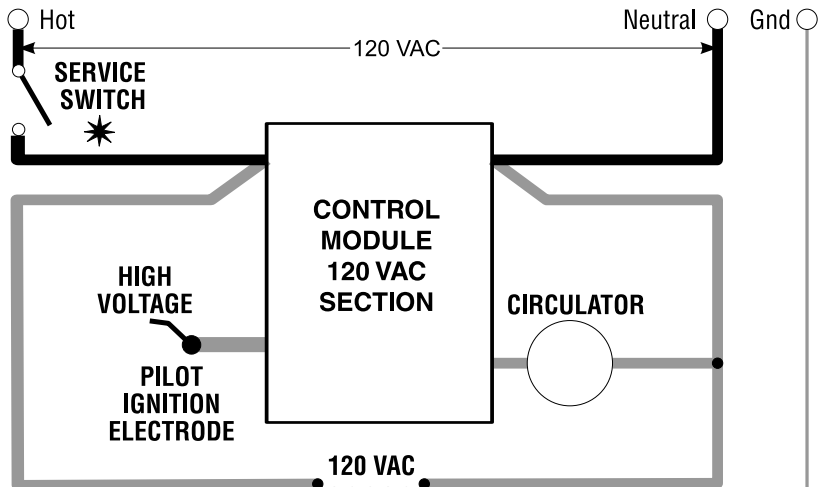 Hot
Neutral
Gnd
120 VAC
SERVICE
SWITCH
CONTROL
MODULE
120 VAC
SECTION
HIGH
VOLTAGE
CIRCULATOR
PILOT
IGNITION
ELECTRODE
120 VAC